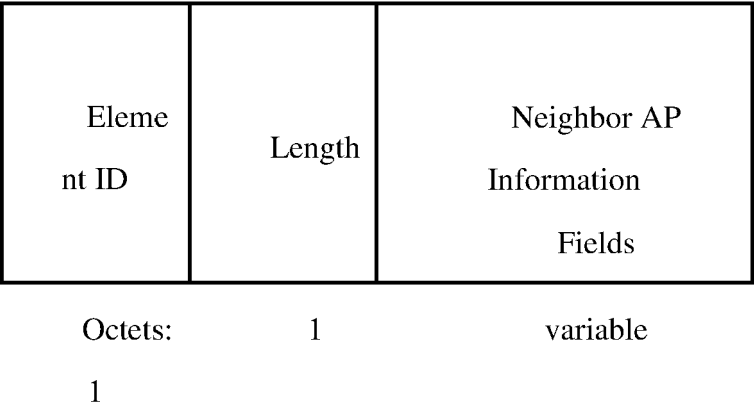 Eleme
nt ID
Length
Neighbor AP
Information
Fields
Octets:
1
1
variable